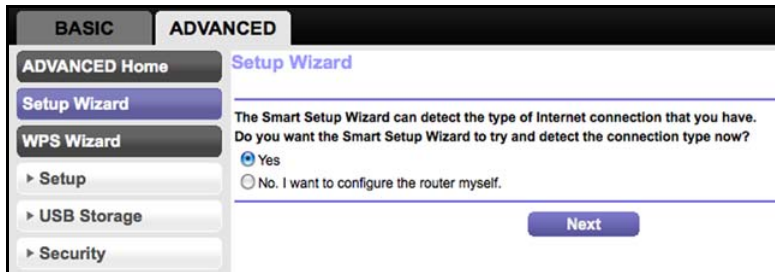 BASIC
ADVANCED
ADVANCED Home
Setup Wizard
WPS Wizard
Setup
USB Storage
Security
Setup Wizard
The Smart Setup Wizard can detect the type of Internet connection that you have.
Do you want the Smart Setup Wizard to try and detect the connection type now?
Yes
No. I want to configure the router myself.
Next